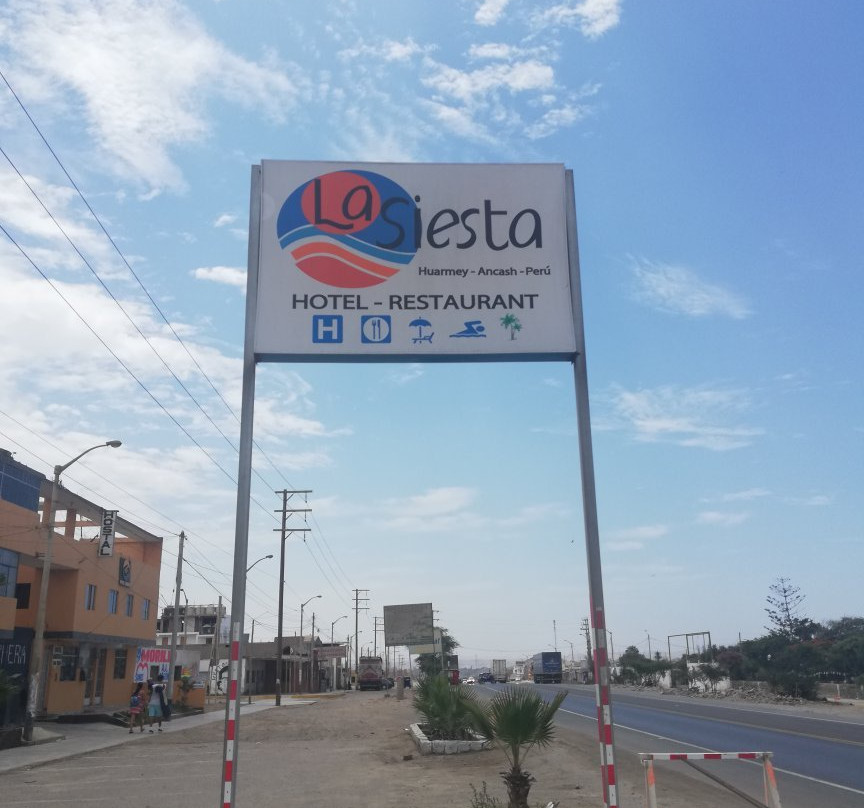 La Siesta
Huarmey - Ancash - Perú
HOTEL - RESTAURANT
H
HOSTAL